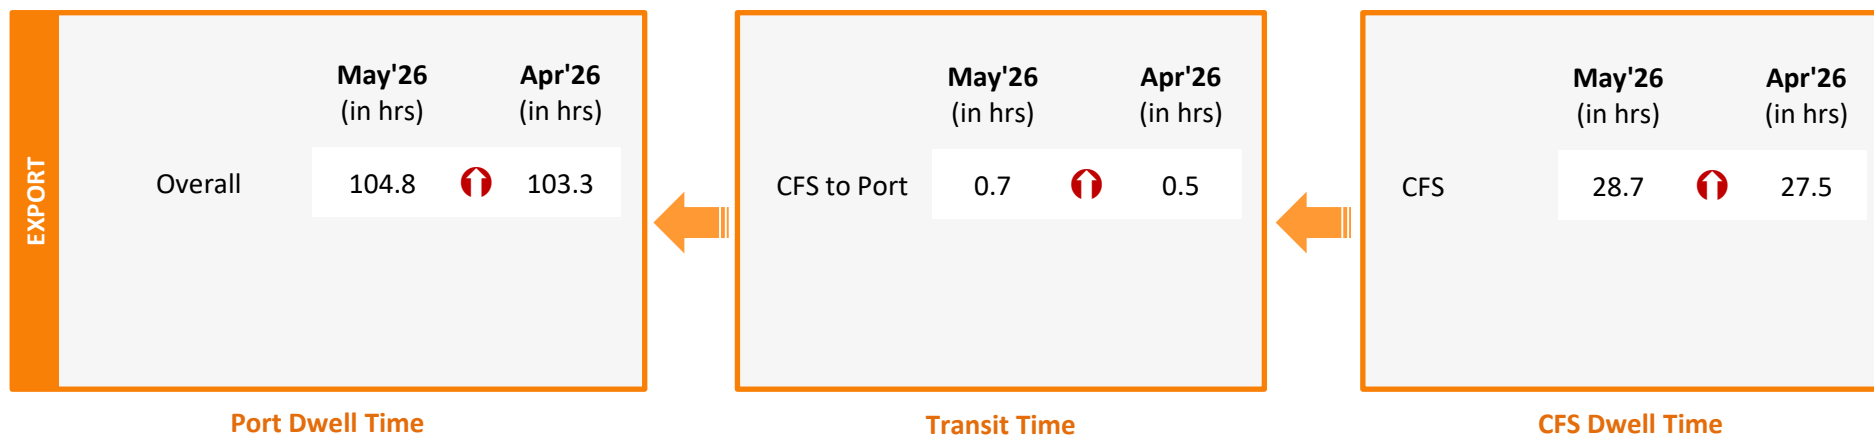 EXPORT
May'26 Apr'26
(in hrs) (in hrs)
Overall 104.8 103.3
Port Dwell Time
May'26 Apr'26
(in hrs) (in hrs)
CFS to Port 0.7 0.5
Transit Time
May'26 Apr'26
(in hrs) (in hrs)
CFS 28.7 27.5
CFS Dwell Time